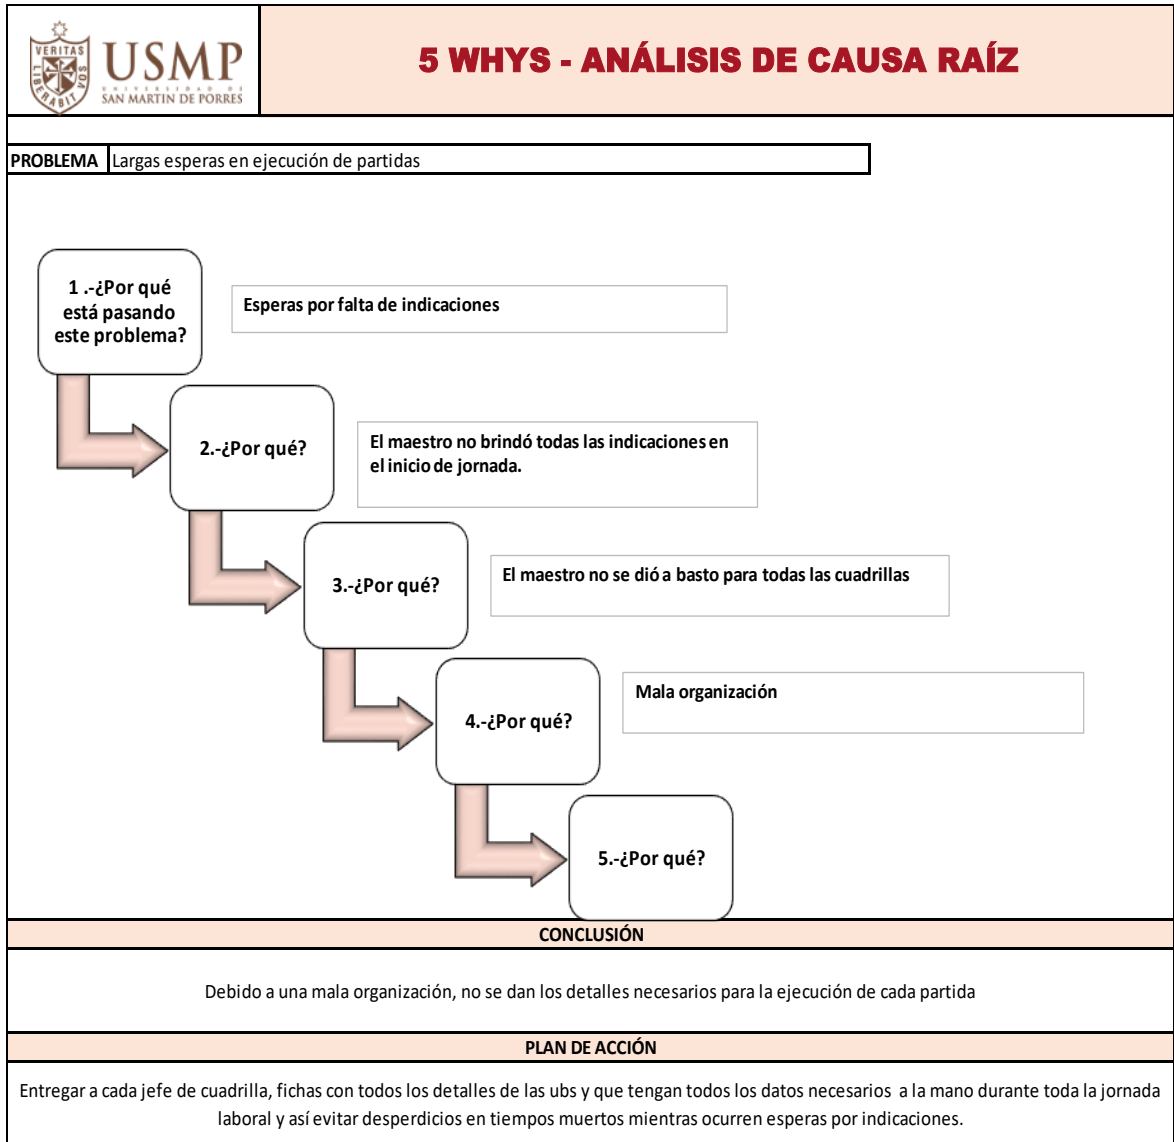 VERITAS
LIBERABIT VOS
USMP
UNIVERSIDAD DE
SAN MARTIN DE PORRES
5 WHYS - ANÁLISIS DE CAUSA RAÍZ
PROBLEMA Largas esperas en ejecución de partidas
1 .-¿Por qué
está pasando
este problema?
Esperas por falta de indicaciones
2.-¿Por qué?
El maestro no brindó todas las indicaciones en
el inicio de jornada.
3.-¿Por qué?
El maestro no se dió a basto para todas las cuadrillas
4.-¿Por qué?
Mala organización
5.-¿Por qué?
CONCLUSIÓN
Debido a una mala organización, no se dan los detalles necesarios para la ejecución de cada partida
PLAN DE ACCIÓN
Entregar a cada jefe de cuadrilla, fichas con todos los detalles de las ubs y que tengan todos los datos necesarios a la mano durante toda la jornada
laboral y así evitar desperdicios en tiempos muertos mientras ocurren esperas por indicaciones.